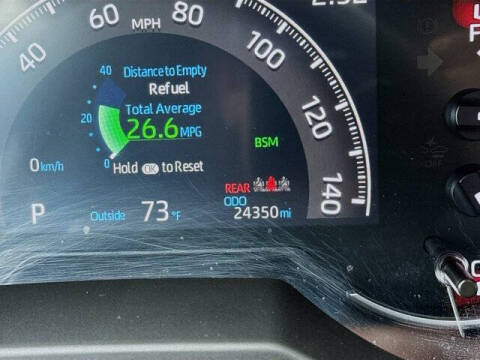 60 MPH 80
40
100
120
140
40 Distance to Empty
Refuel
20 Total Average
26.6 MPG
0 Hold OK to Reset
BSM
0 km/h
REAR
P Outside 73 °F
ODO
24350 mi
OFF